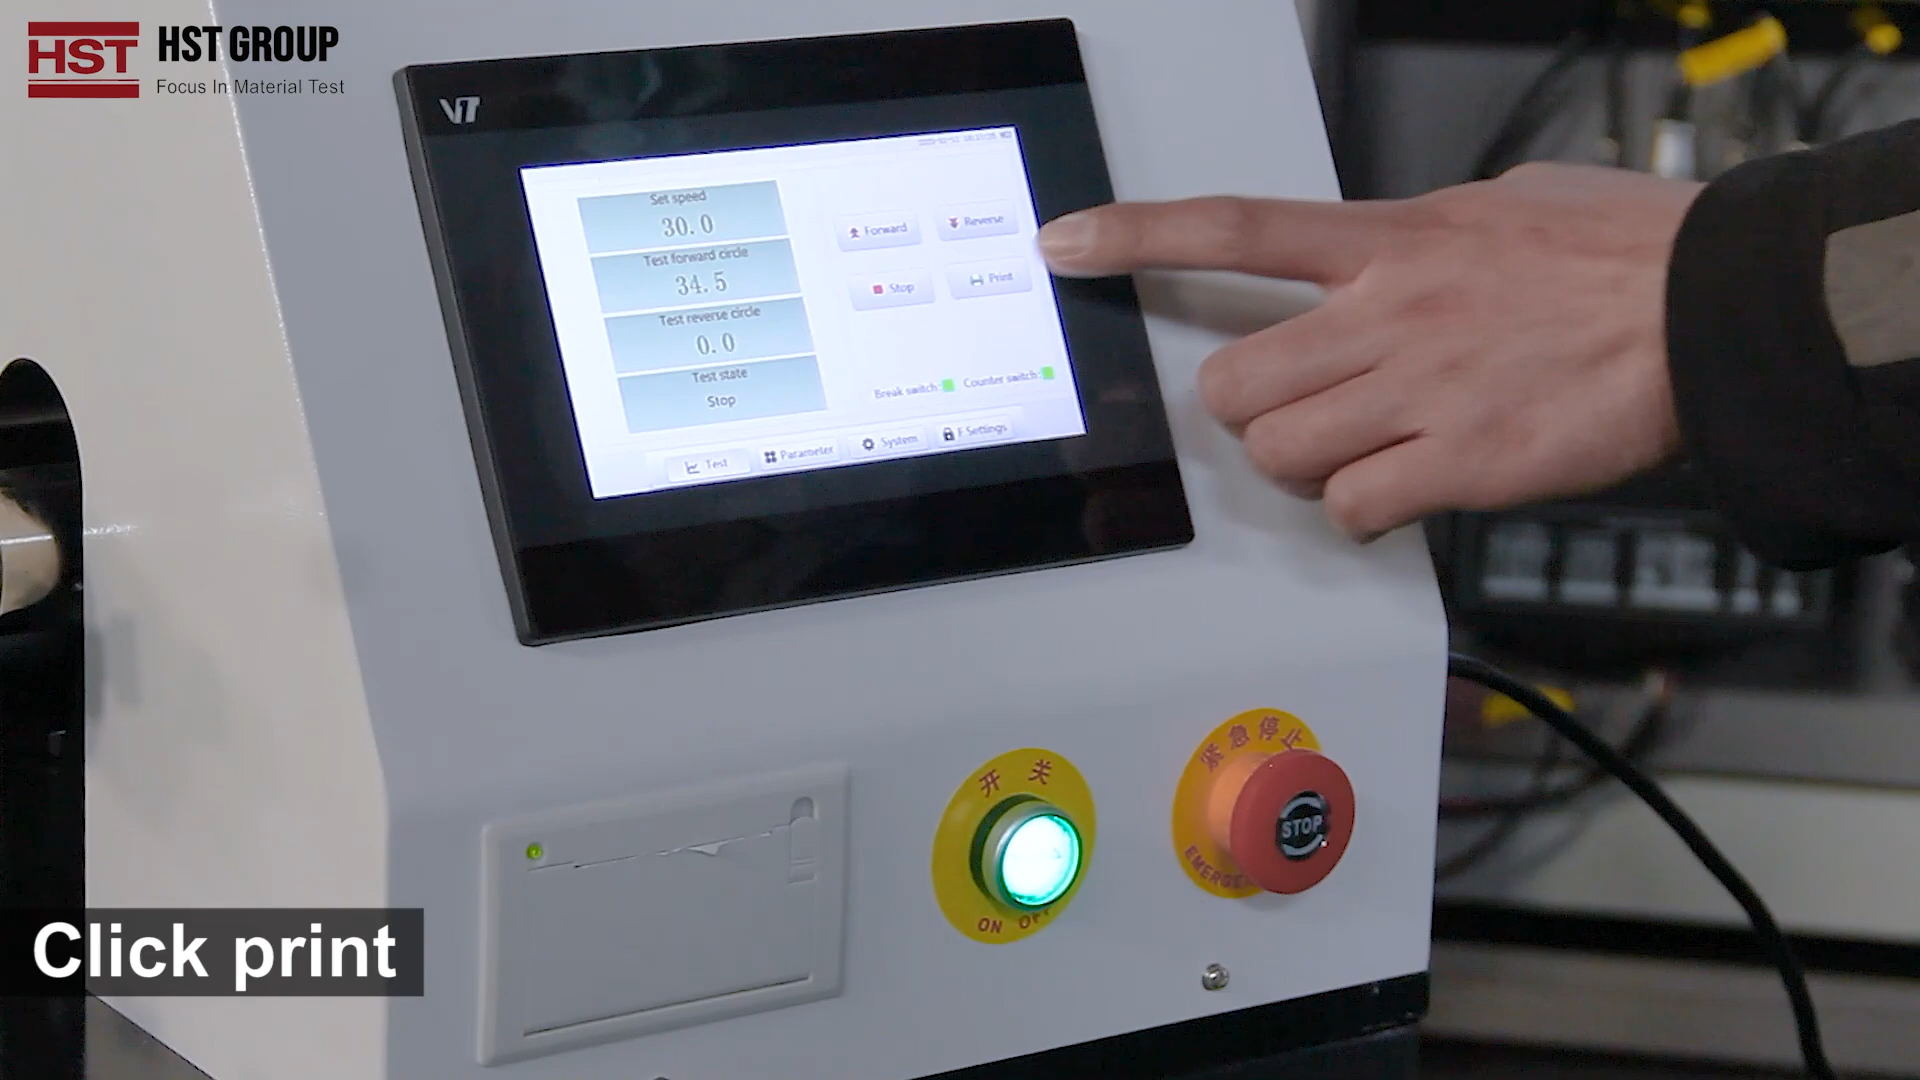 HST
HST GROUP
Focus In Material Test
VT
Set speed
30.0
Test forward circle
34.5
Test reverse circle
0.0
Test state
Stop
Forward
Reverse
Stop
Print
Break switch:
Counter switch:
Test
Parameter
System
F Settings
开 关
ON OFF
紧急停止
STOP
Click print